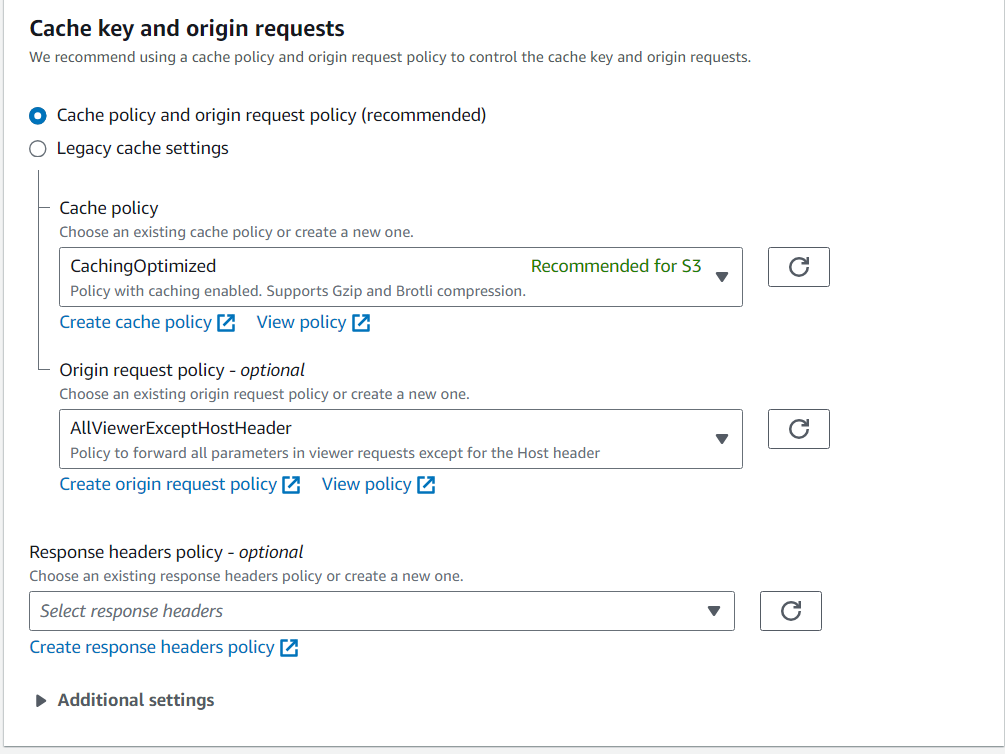 Cache key and origin requests
We recommend using a cache policy and origin request policy to control the cache key and origin requests.
Cache policy and origin request policy (recommended)
Legacy cache settings
Cache policy
Choose an existing cache policy or create a new one.
CachingOptimized Recommended for S3
Policy with caching enabled. Supports Gzip and Brotli compression.
Create cache policy View policy
Origin request policy - optional
Choose an existing origin request policy or create a new one.
AllViewerExceptHostHeader
Policy to forward all parameters in viewer requests except for the Host header
Create origin request policy View policy
Response headers policy - optional
Choose an existing response headers policy or create a new one.
Select response headers
Create response headers policy
Additional settings